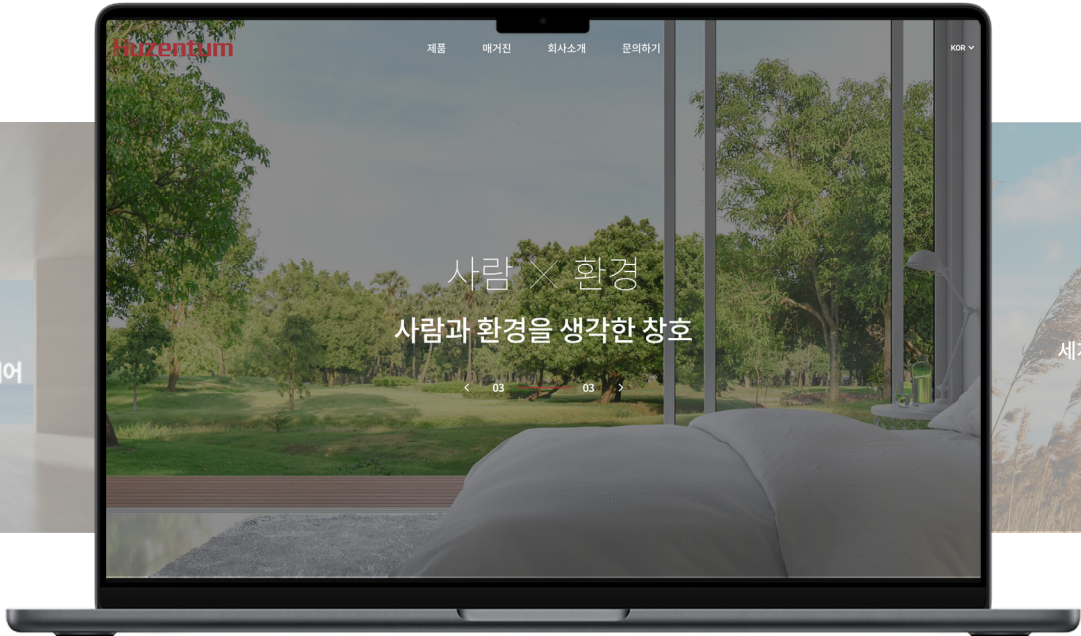 Huzentum
제품 매거진 회사소개 문의하기
KOR
사람 X 환경
사람과 환경을 생각한 창호
03 03